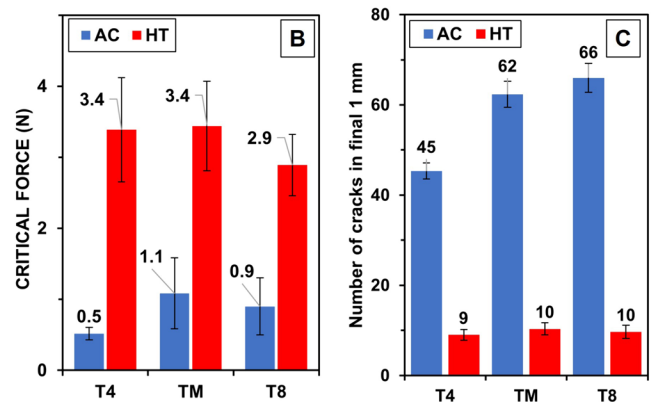 AC HT
B
CRITICAL FORCE (N)
4
2
0
3.4
3.4
2.9
1.1
0.9
0.5
T4 TM T8
AC HT
C
Number of cracks in final 1 mm
80
60
40
20
0
45
62
66
9
10
10
T4 TM T8